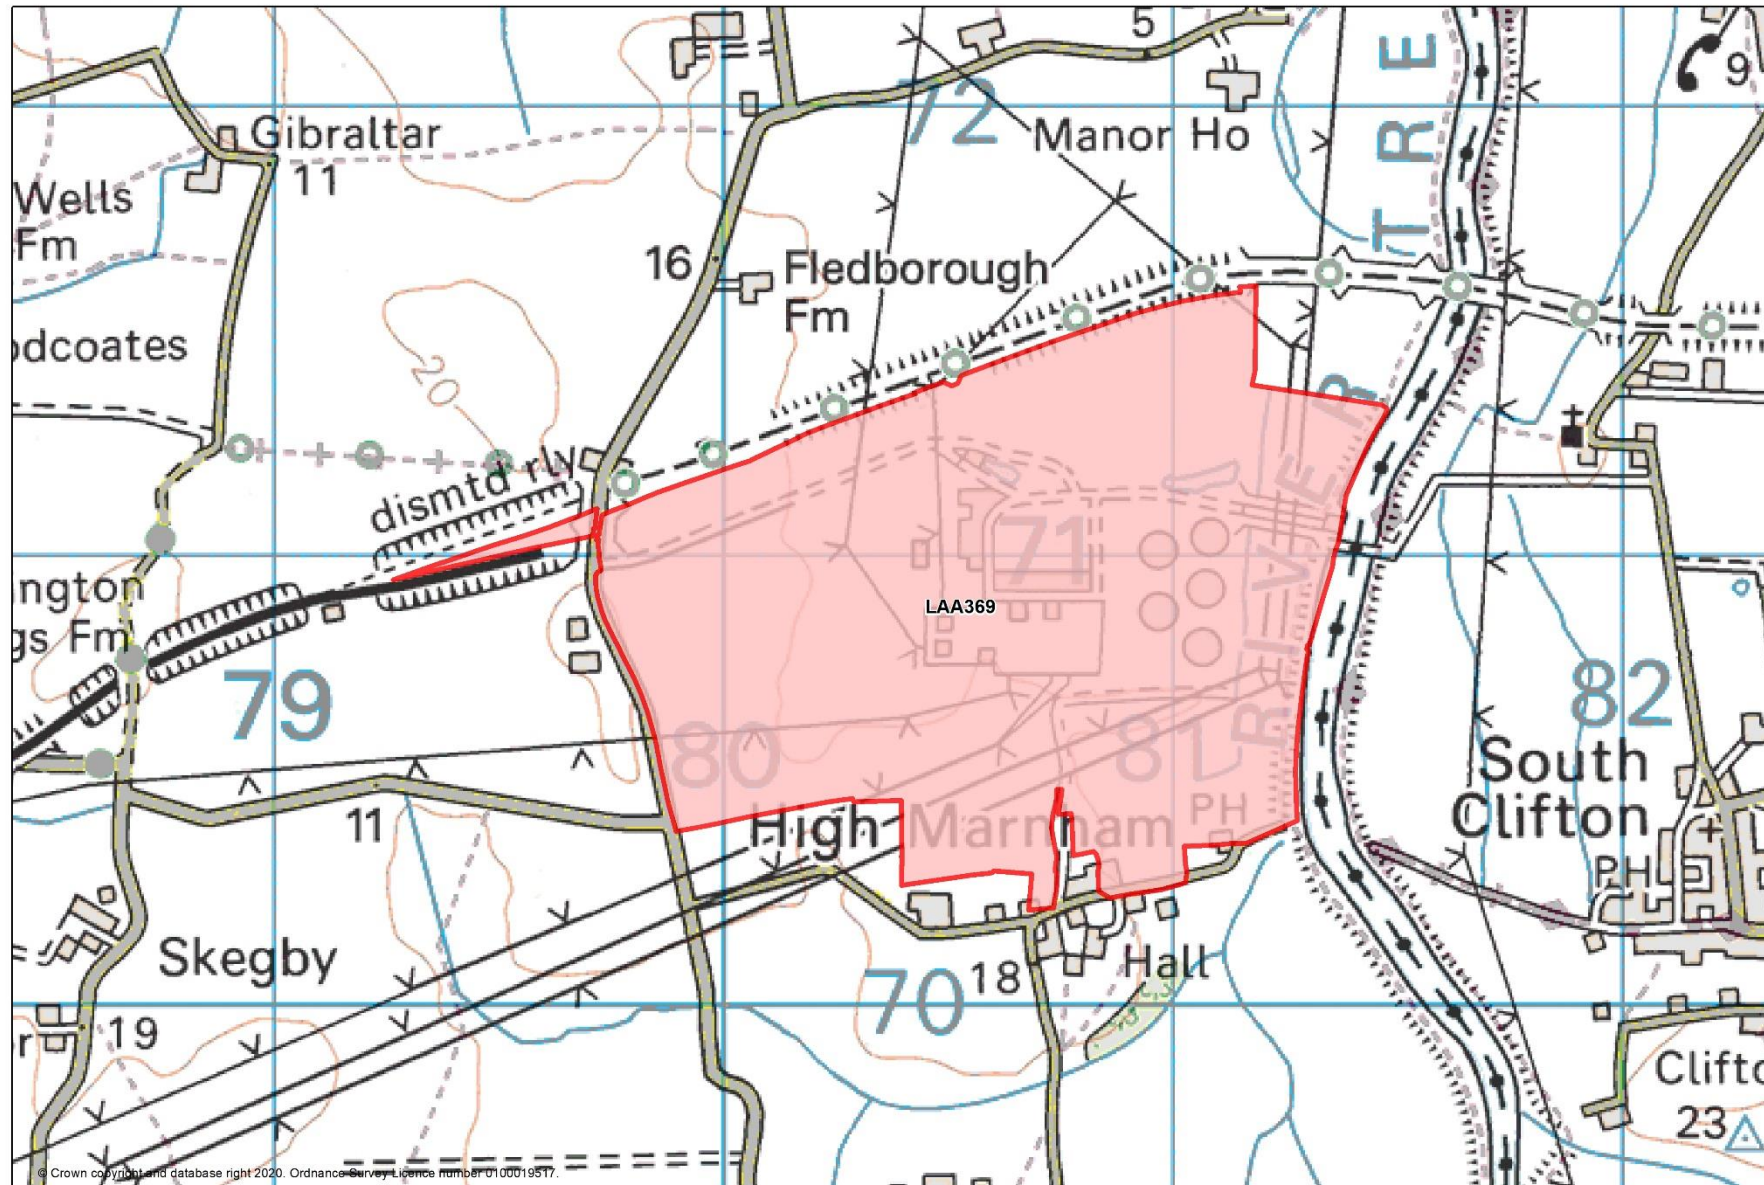 5
TRE
9
72
Gibraltar
Manor Ho
11
Wells
Fm
16
Fledborough
Fm
odcoates
20
RIVER
dismtd rly
71
ington
gs Fm
LAA369
79
80
81
82
South
Clifton
PH
11
High Marnham
PH
Skegby
Hall
18
70
19
r
Clifto
23
© Crown copyright and database right 2020. Ordnance Survey Licence number 0100019517.